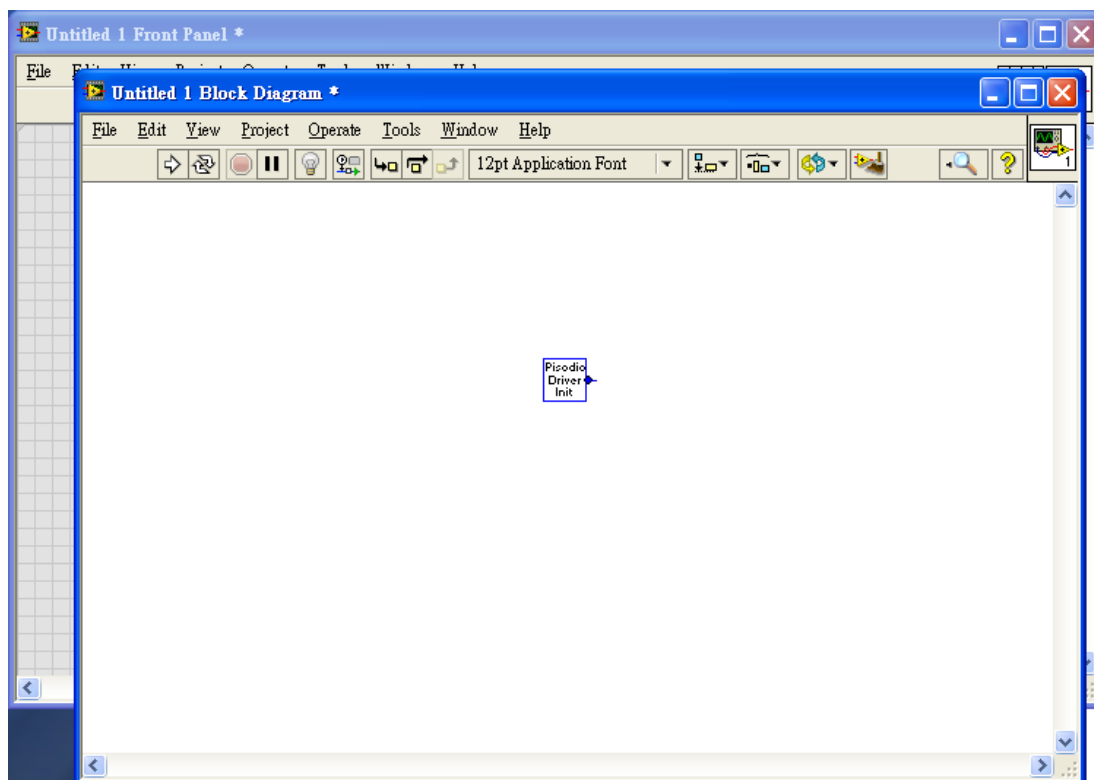 Untitled 1 Front Panel *
File
Untitled 1 Block Diagram *
File Edit View Project Operate Tools Window Help
12pt Application Font
1
Pisodio
Driver
Init